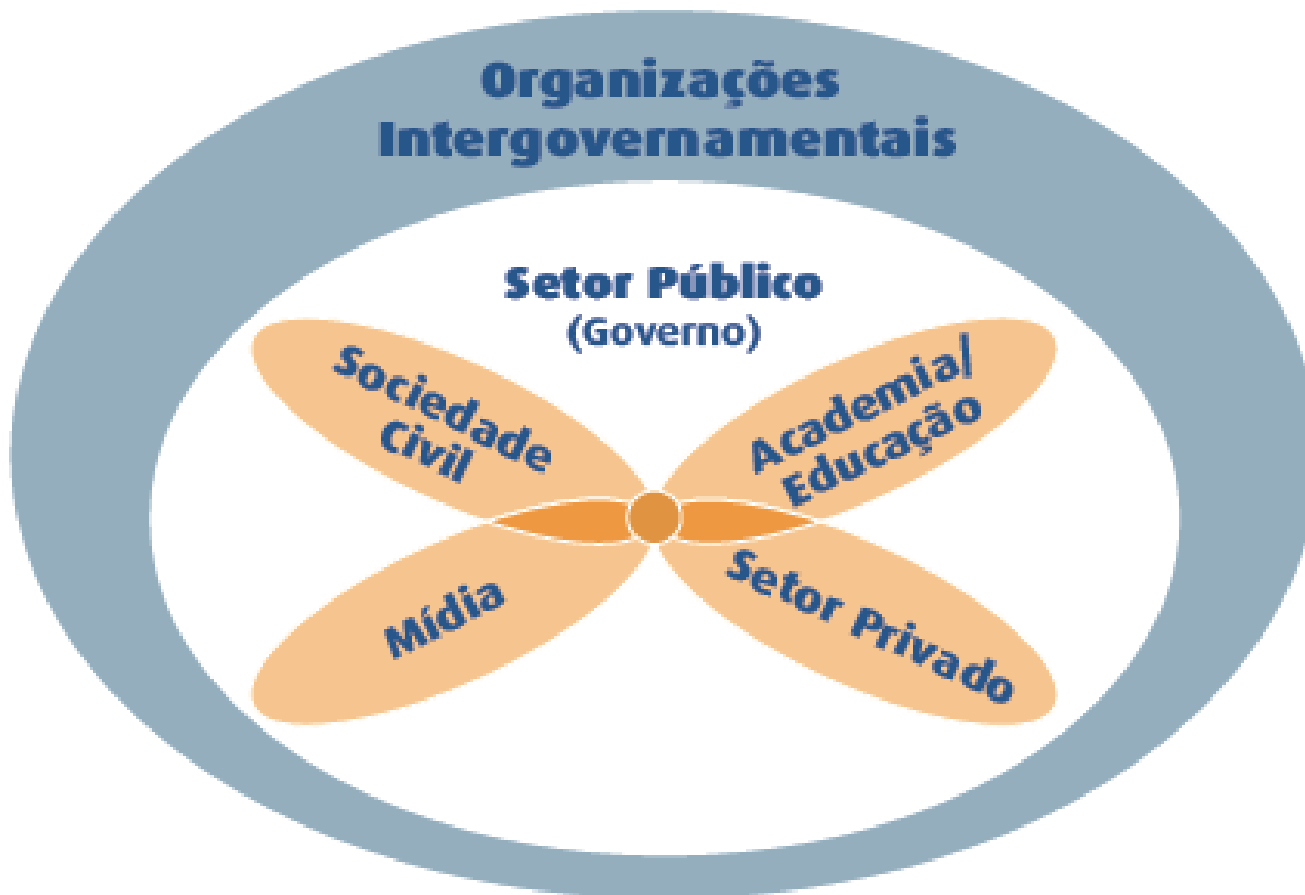 Organizações
Intergovernamentais
Setor Público
(Governo)
Sociedade
Civil
Academia/
Educação
Mídia
Setor Privado